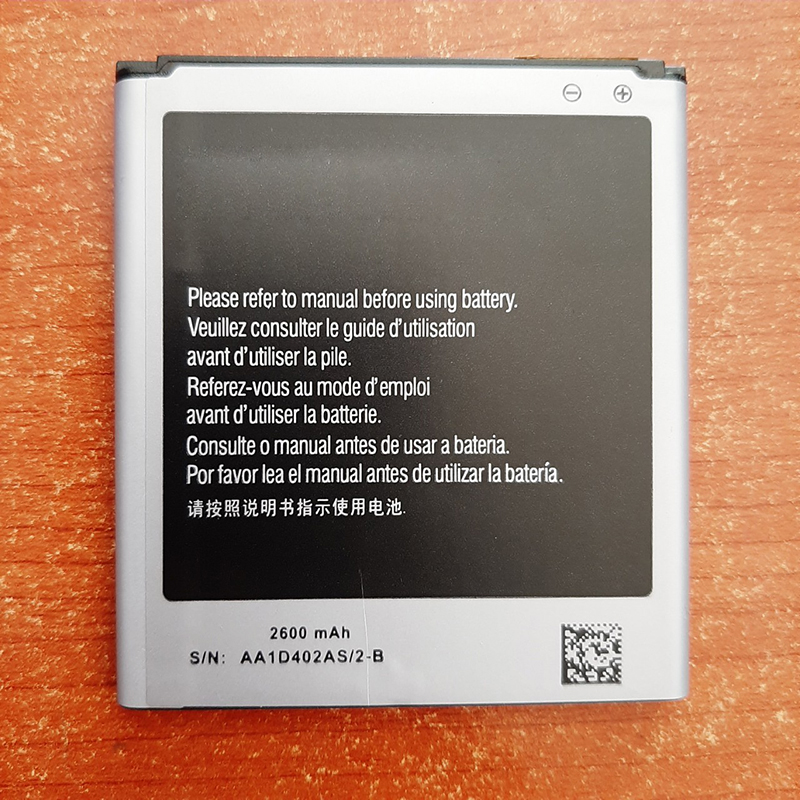 Please refer to manual before using battery.
Veuillez consulter le guide d'utilisation
avant d'utiliser la pile.
Referez-vous au mode d'emploi
avant d'utiliser la batterie.
Consulte o manual antes de usar a bateria.
Por favor lea el manual antes de utilizar la batería.
请按照说明书指示使用电池.
2600 mAh
S/N: AA1D402AS/2-B